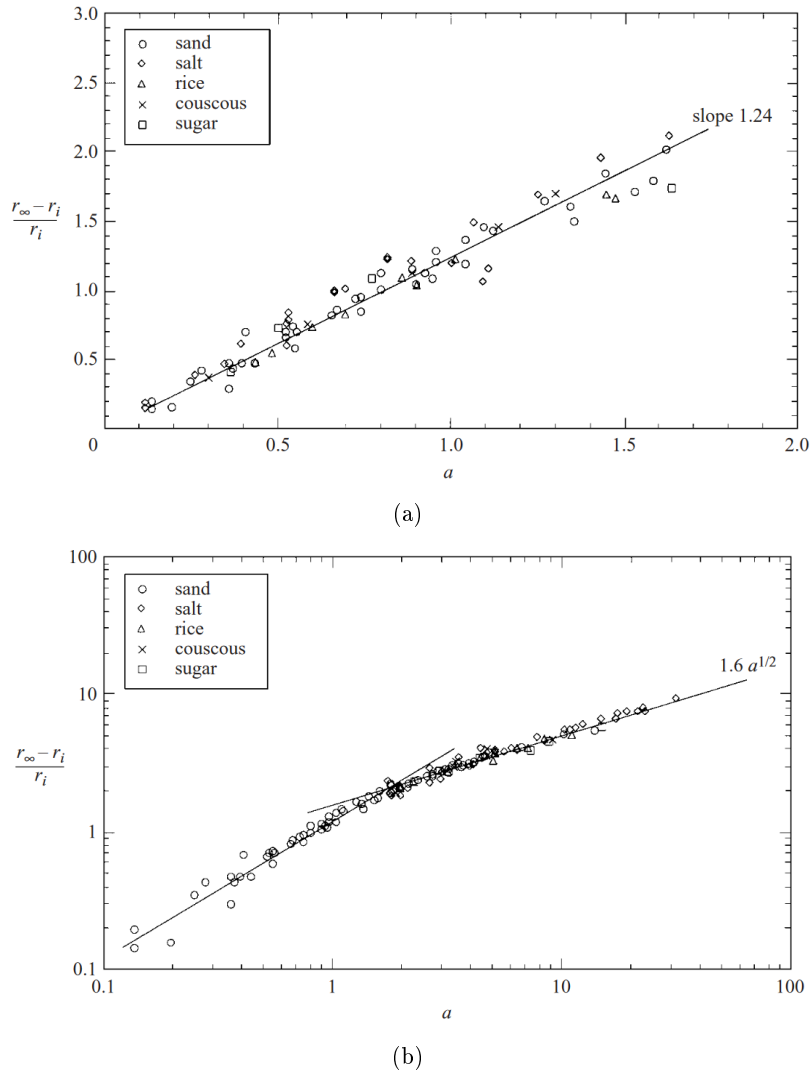 3.0
sand
salt
rice
couscous
sugar
2.5
2.0
slope 1.24
r∞ − ri
ri
1.5
1.0
0.5
0
0.5
1.0
1.5
2.0
a
(a)
100
sand
salt
rice
couscous
sugar
1.6 a1/2
10
r∞ − ri
ri
1
0.1
0.1
1
10
100
a
(b)